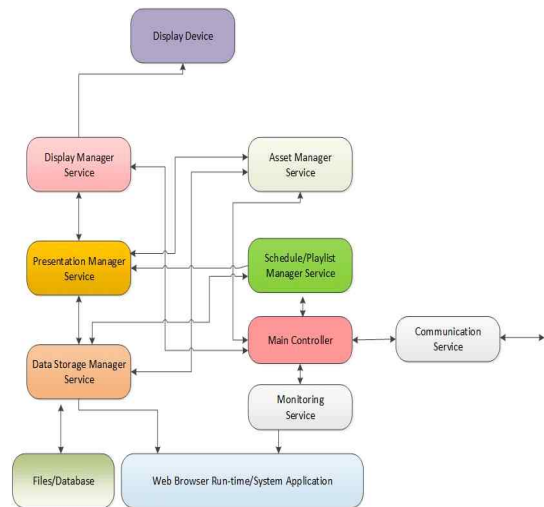 Display Device
Display Manager
Service
Asset Manager
Service
Presentation Manager
Service
Schedule/Playlist
Manager Service
Data Storage Manager
Service
Main Controller
Communication
Service
Monitoring
Service
Files/Database
Web Browser Run-time/System Application